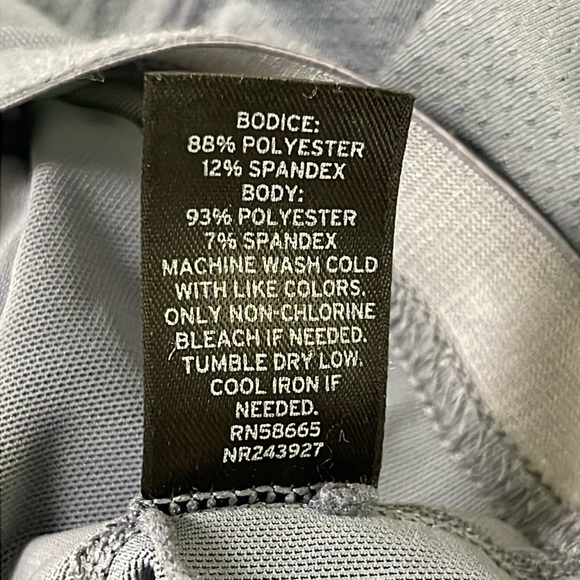 BODICE:
88% POLYESTER
12% SPANDEX
BODY:
93% POLYESTER
7% SPANDEX
MACHINE WASH COLD
WITH LIKE COLORS.
ONLY NON-CHLORINE
BLEACH IF NEEDED.
TUMBLE DRY LOW.
COOL IRON IF
NEEDED.
RN58665
NR243927